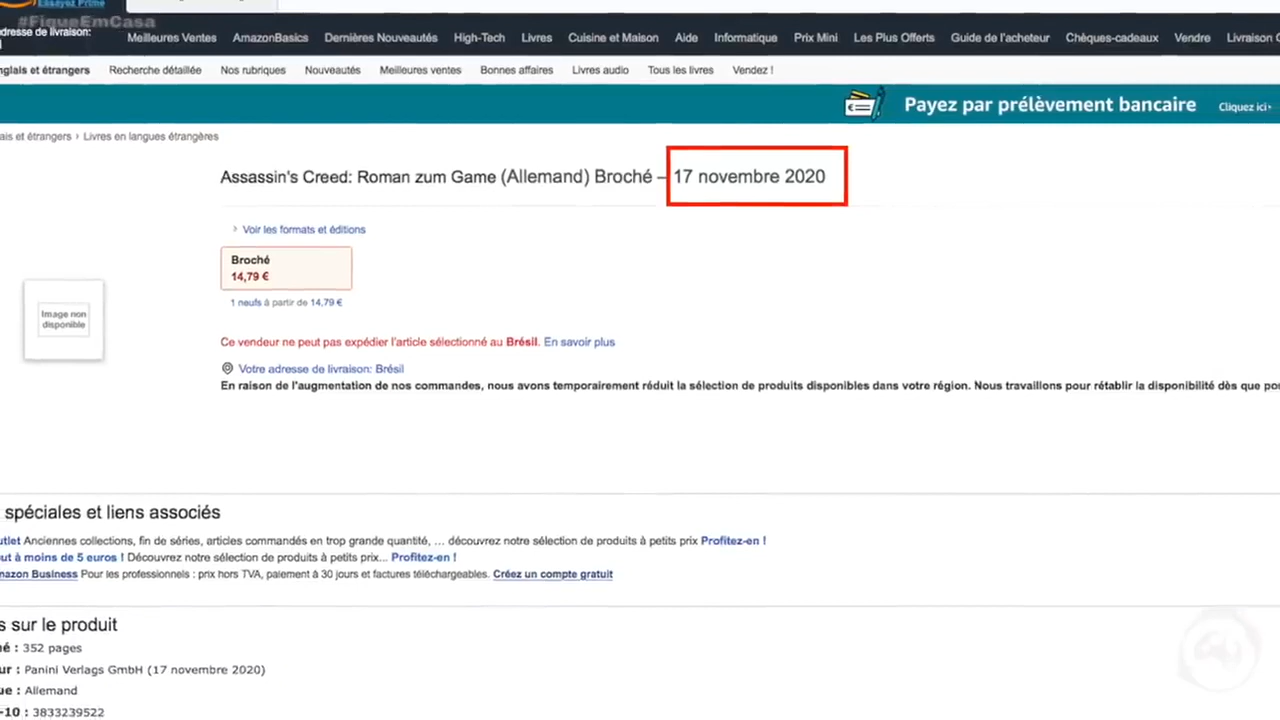 Essayez Prime
#FiqueEmCasa
adresse de livraison:
Meilleures Ventes AmazonBasics Dernières Nouveautés High-Tech Livres Cuisine et Maison Aide Informatique Prix Mini Les Plus Offerts Guide de l'acheteur Chèques-cadeaux Vendre Livraison
nglais et étrangers Recherche détaillée Nos rubriques Nouveautés Meilleures ventes Bonnes affaires Livres audio Tous les livres Vendez !
Payez par prélèvement bancaire Cliquez ici›
ais et étrangers › Livres en langues étrangères
Assassin's Creed: Roman zum Game (Allemand) Broché – 17 novembre 2020
Voir les formats et éditions
Broché
14,79 €
1 neufs à partir de 14,79 €
Image non
disponible
Ce vendeur ne peut pas expédier l'article sélectionné au Brésil. En savoir plus
Votre adresse de livraison: Brésil
En raison de l'augmentation de nos commandes, nous avons temporairement réduit la sélection de produits disponibles dans votre région. Nous travaillons pour rétablir la disponibilité dès que
spéciales et liens associés
utlet Anciennes collections, fin de séries, articles commandés en trop grande quantité, … découvrez notre sélection de produits à petits prix Profitez-en !
ut à moins de 5 euros ! Découvrez notre sélection de produits à petits prix... Profitez-en !
mazon Business Pour les professionnels : prix hors TVA, paiement à 30 jours et factures téléchargeables. Créez un compte gratuit
s sur le produit
hé : 352 pages
ur : Panini Verlags GmbH (17 novembre 2020)
ue : Allemand
-10 : 3833239522